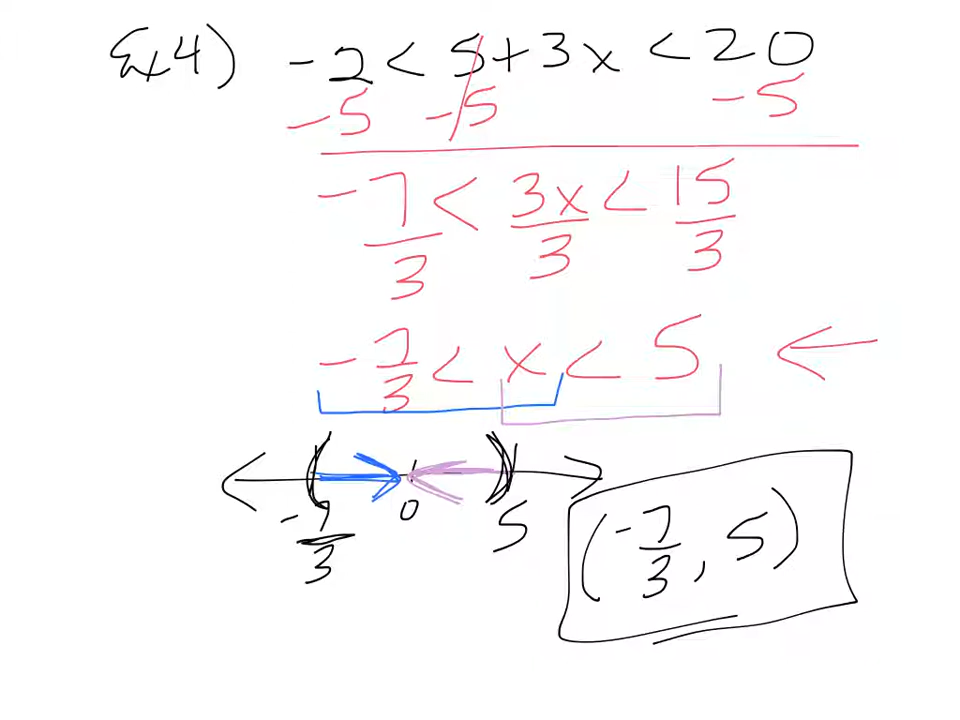 Ex4) -2 < 5 + 3x < 20
-5 -5 -5
-7/3 < 3x/3 < 15/3
-7/3 < x < 5
-7/3 0 5
(-7/3, 5)